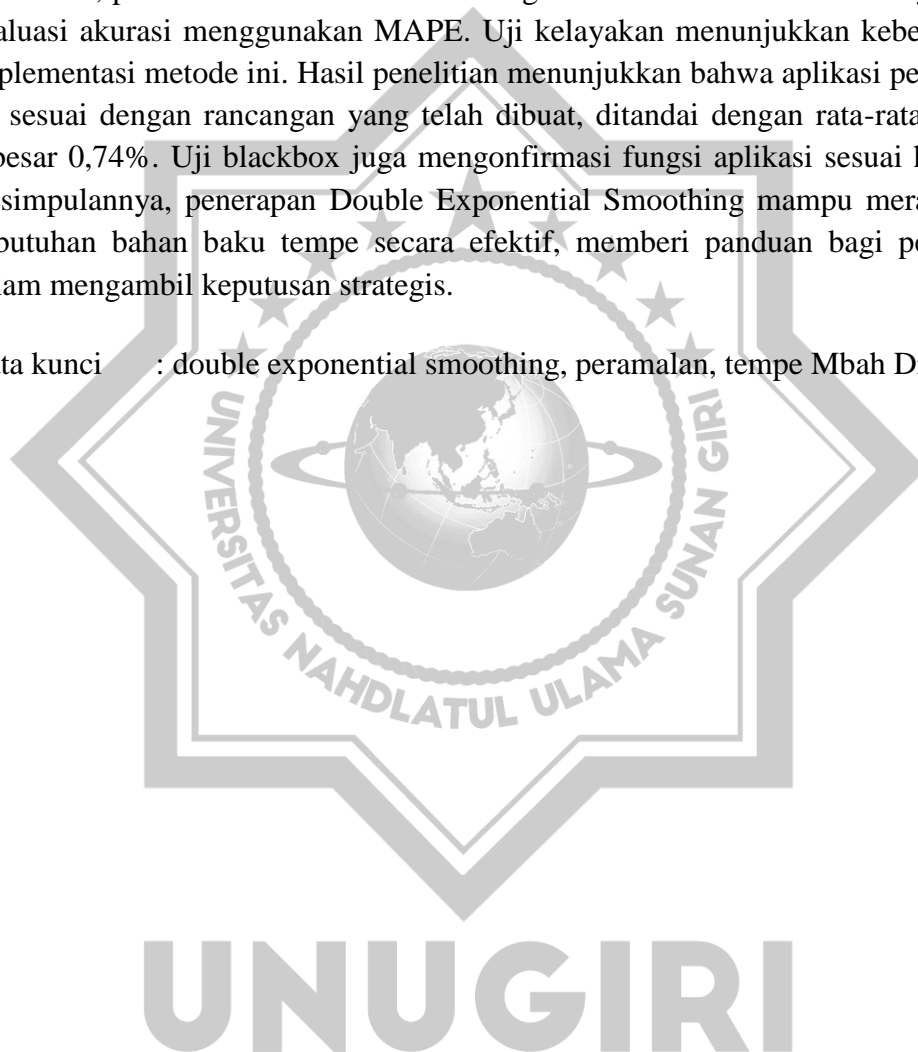 aluasi akurasi menggunakan MAPE. Uji kelayakan menunjukkan kebe
plementasi metode ini. Hasil penelitian menunjukkan bahwa aplikasi pe
sesuai dengan rancangan yang telah dibuat, ditandai dengan rata-rata
besar 0,74%. Uji blackbox juga mengonfirmasi fungsi aplikasi sesuai
simpulannya, penerapan Double Exponential Smoothing mampu mera
butuhan bahan baku tempe secara efektif, memberi panduan bagi pe
lam mengambil keputusan strategis.
ta kunci : double exponential smoothing, peramalan, tempe Mbah D
UNIVERSITAS NAHDLATUL ULAMA SUNAN GIRI
UNUGIRI